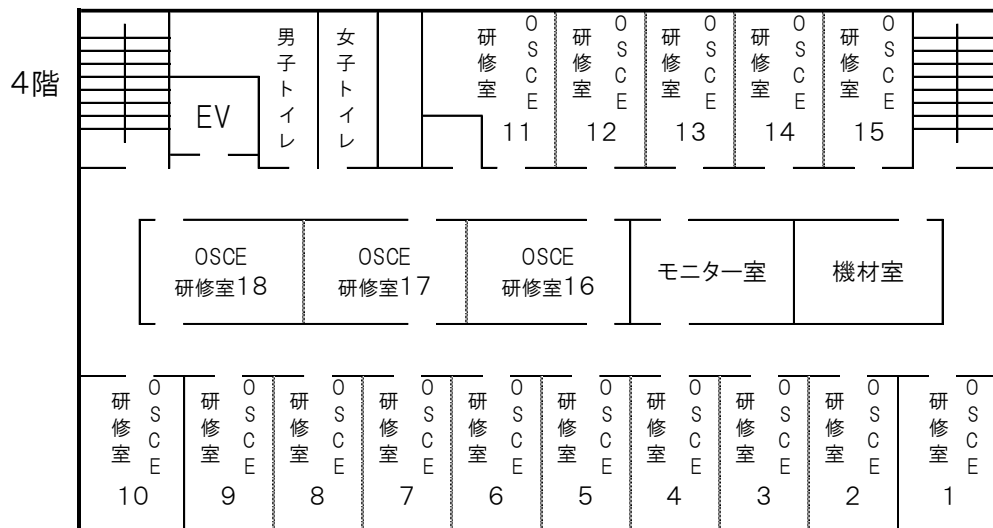 4階
EV
男子トイレ
女子トイレ
OSCE
研修室
11
OSCE
研修室
12
OSCE
研修室
13
OSCE
研修室
14
OSCE
研修室
15
OSCE
研修室18
OSCE
研修室17
OSCE
研修室16
モニター室
機材室
OSCE
研修室
10
OSCE
研修室
9
OSCE
研修室
8
OSCE
研修室
7
OSCE
研修室
6
OSCE
研修室
5
OSCE
研修室
4
OSCE
研修室
3
OSCE
研修室
2
OSCE
研修室
1